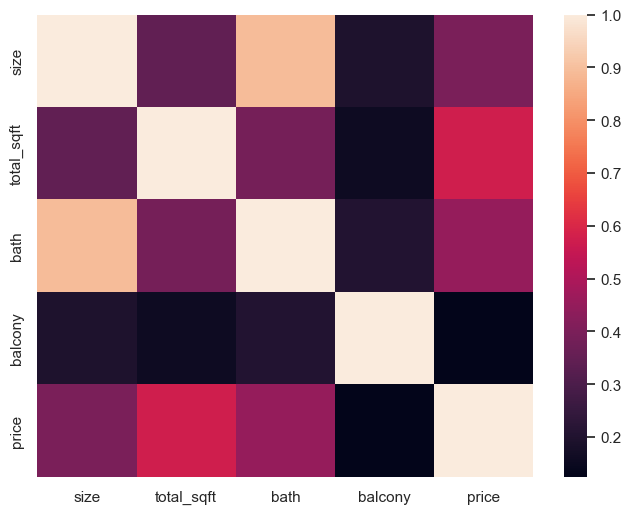 size
total_sqft
bath
balcony
price
size
total_sqft
bath
balcony
price
1.0
0.9
0.8
0.7
0.6
0.5
0.4
0.3
0.2